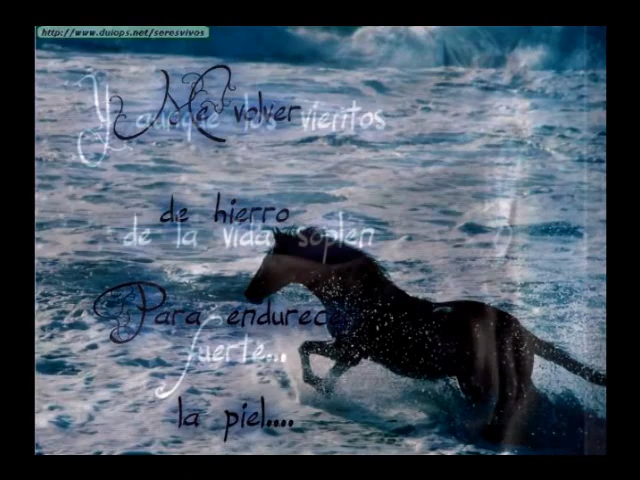 http://www.duiops.net/seresvivos
Me volver
Y aunque los vientos
de hierro
de la vida soplen
Para endurece
fuerte...
la piel....